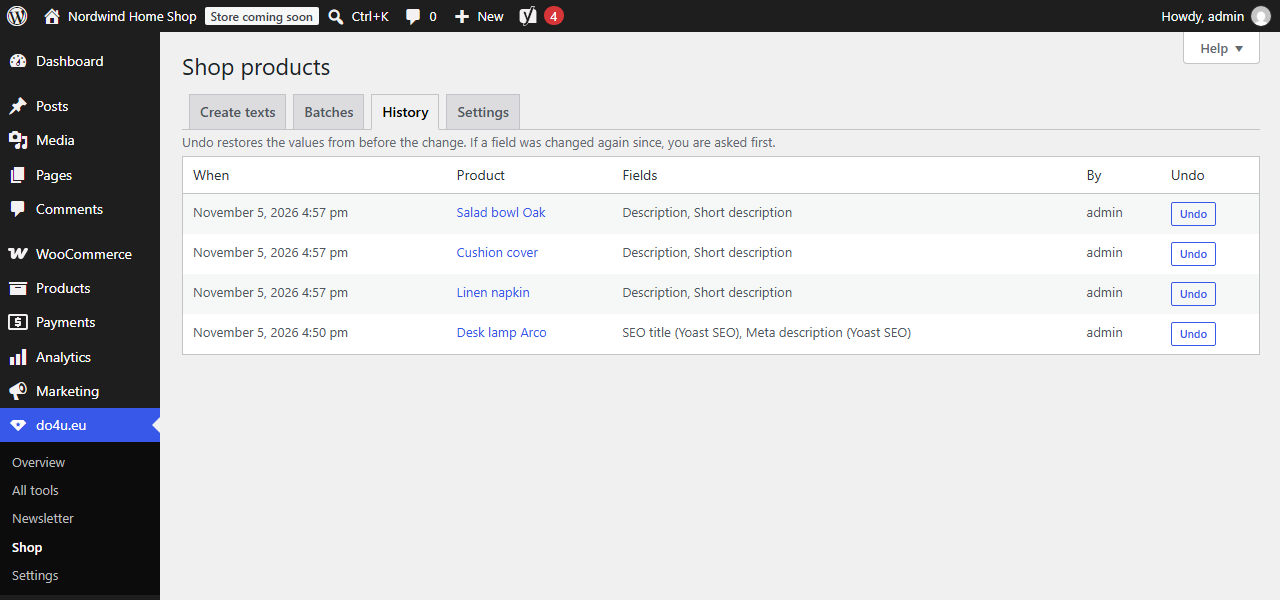 Nordwind Home Shop Store coming soon Ctrl+K 0 New 4 Howdy, admin
Help
Dashboard
Posts
Media
Pages
Comments
WooCommerce
Products
Payments
Analytics
Marketing
do4u.eu
Overview
All tools
Newsletter
Shop
Settings
Shop products
Create texts Batches History Settings
Undo restores the values from before the change. If a field was changed again since, you are asked first.
When Product Fields By Undo
November 5, 2026 4:57 pm Salad bowl Oak Description, Short description admin Undo
November 5, 2026 4:57 pm Cushion cover Description, Short description admin Undo
November 5, 2026 4:57 pm Linen napkin Description, Short description admin Undo
November 5, 2026 4:50 pm Desk lamp Arco SEO title (Yoast SEO), Meta description (Yoast SEO) admin Undo